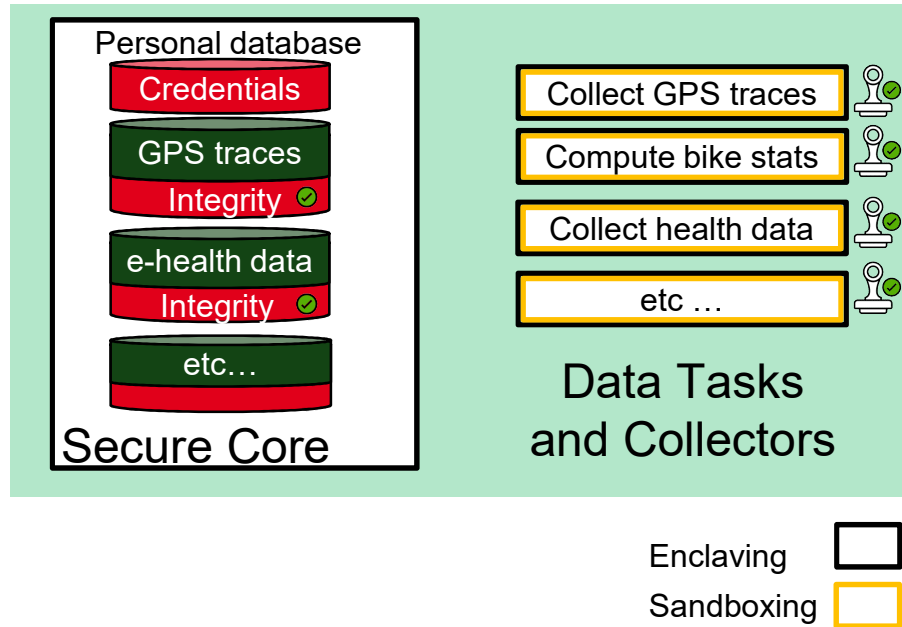 Personal database
Credentials
GPS traces
Integrity
e-health data
Integrity
etc…
Secure Core
Collect GPS traces
Compute bike stats
Collect health data
etc …
Data Tasks
and Collectors
Enclaving
Sandboxing